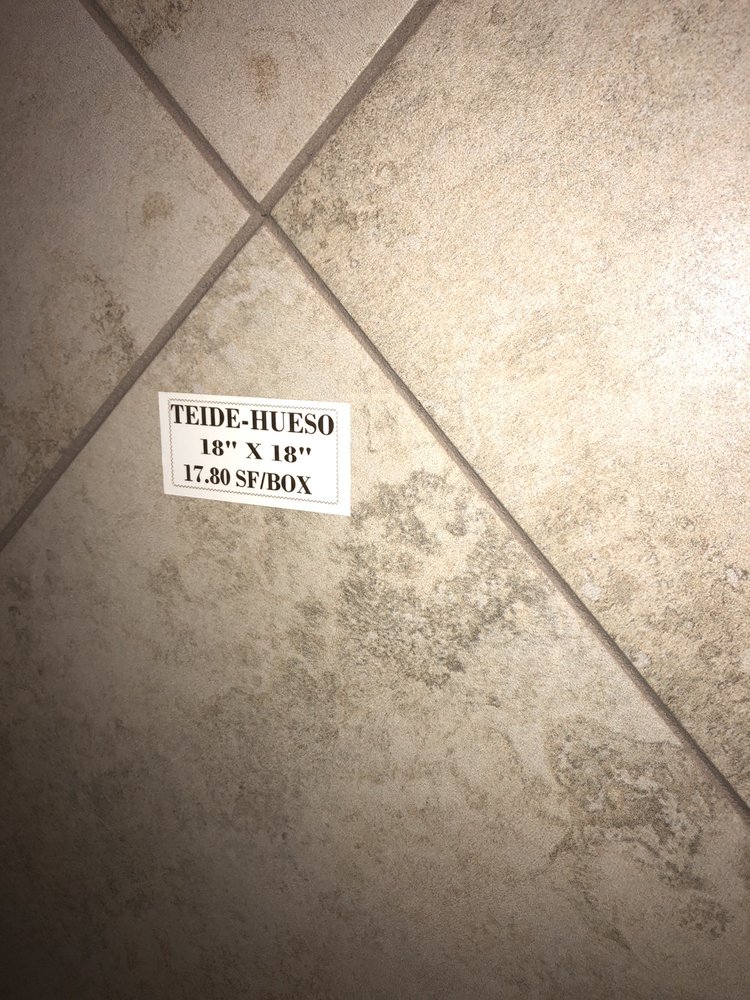 TEIDE-HUESO
18" X 18"
17.80 SF/BOX